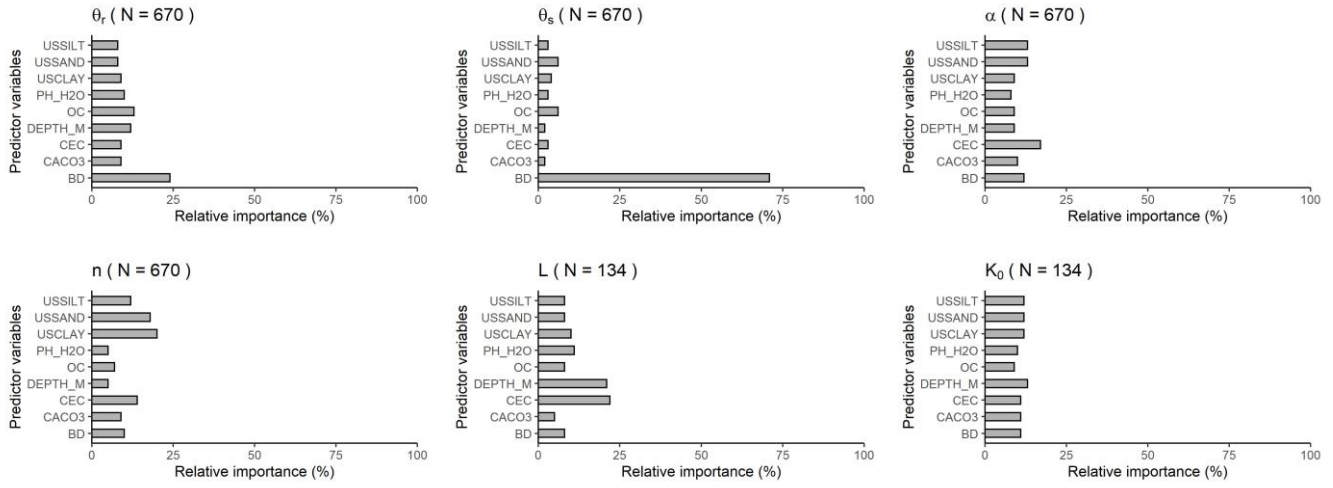 θr ( N = 670 )
Predictor variables
USSILT
USSAND
USCLAY
PH_H2O
OC
DEPTH_M
CEC
CACO3
BD
0 25 50 75 100
Relative importance (%)
θs ( N = 670 )
Predictor variables
USSILT
USSAND
USCLAY
PH_H2O
OC
DEPTH_M
CEC
CACO3
BD
0 25 50 75 100
Relative importance (%)
α ( N = 670 )
Predictor variables
USSILT
USSAND
USCLAY
PH_H2O
OC
DEPTH_M
CEC
CACO3
BD
0 25 50 75 100
Relative importance (%)
n ( N = 670 )
Predictor variables
USSILT
USSAND
USCLAY
PH_H2O
OC
DEPTH_M
CEC
CACO3
BD
0 25 50 75 100
Relative importance (%)
L ( N = 134 )
Predictor variables
USSILT
USSAND
USCLAY
PH_H2O
OC
DEPTH_M
CEC
CACO3
BD
0 25 50 75 100
Relative importance (%)
K0 ( N = 134 )
Predictor variables
USSILT
USSAND
USCLAY
PH_H2O
OC
DEPTH_M
CEC
CACO3
BD
0 25 50 75 100
Relative importance (%)